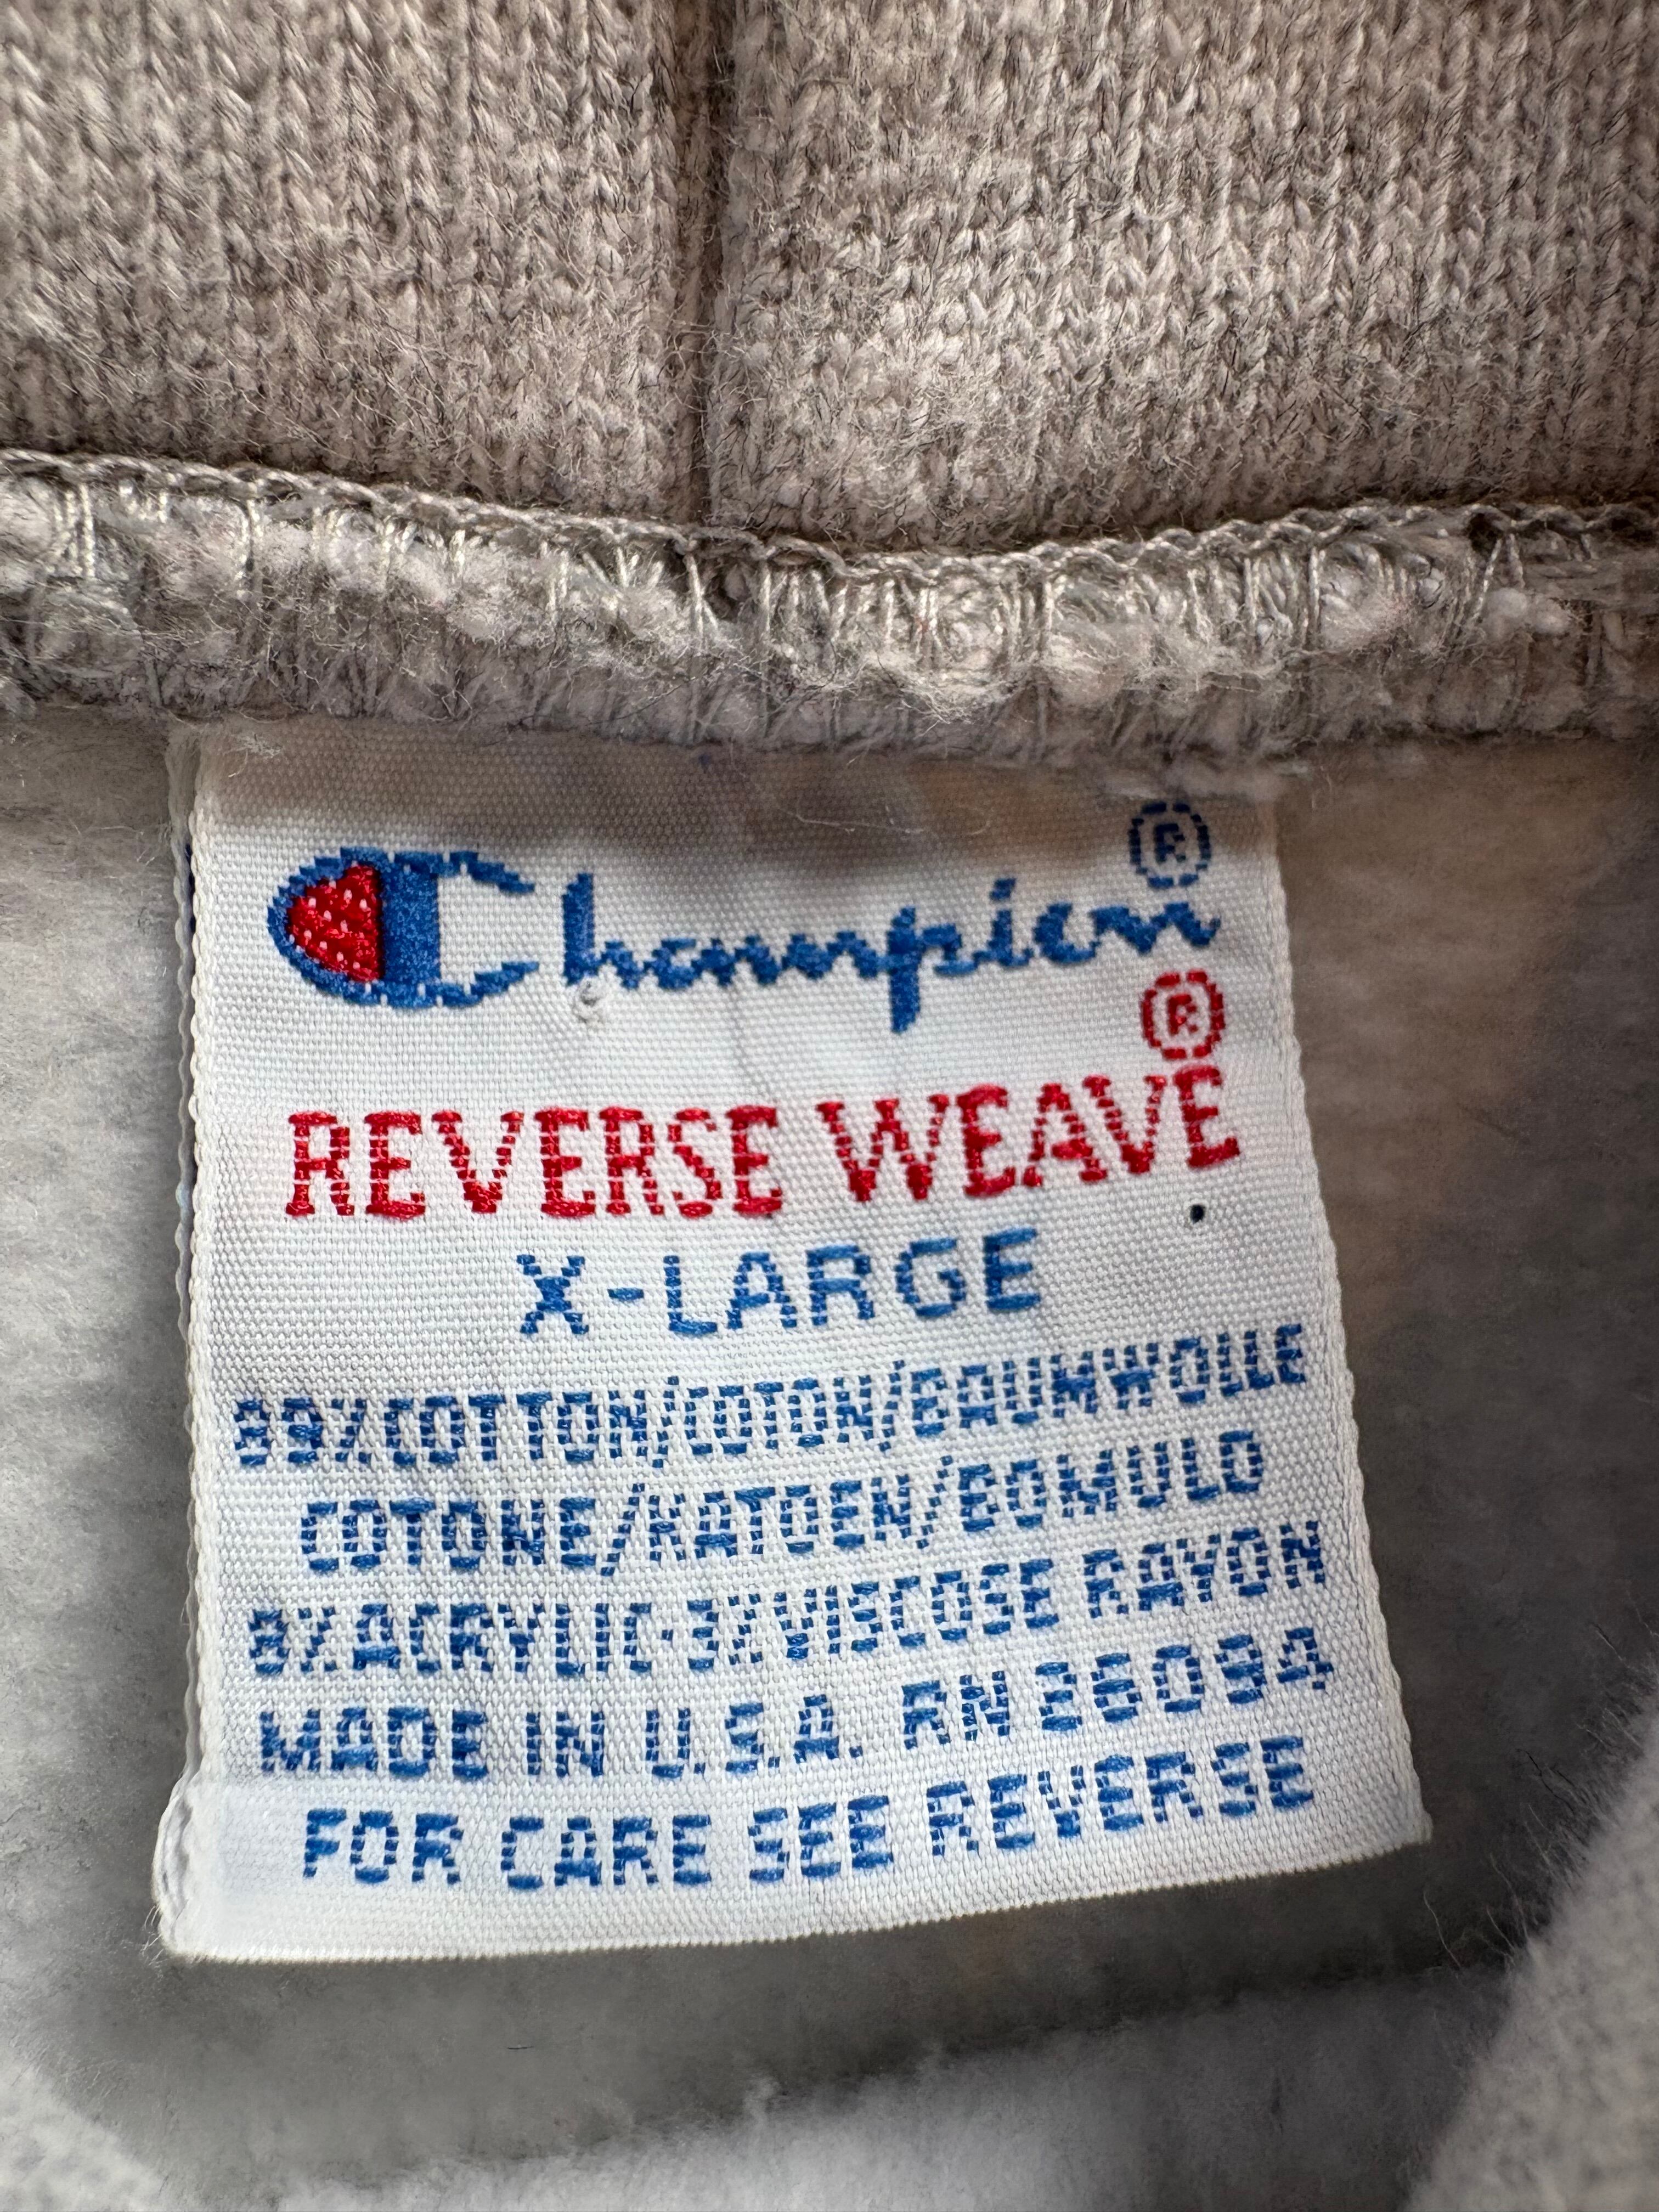 Champion®
REVERSE WEAVE®
X-LARGE
89% COTTON/COTON/BAUMWOLLE
COTONE/KATOEN/BOMULD
8% ACRYLIC-3% VISCOSE RAYON
MADE IN U.S.A. RN 26094
FOR CARE SEE REVERSE